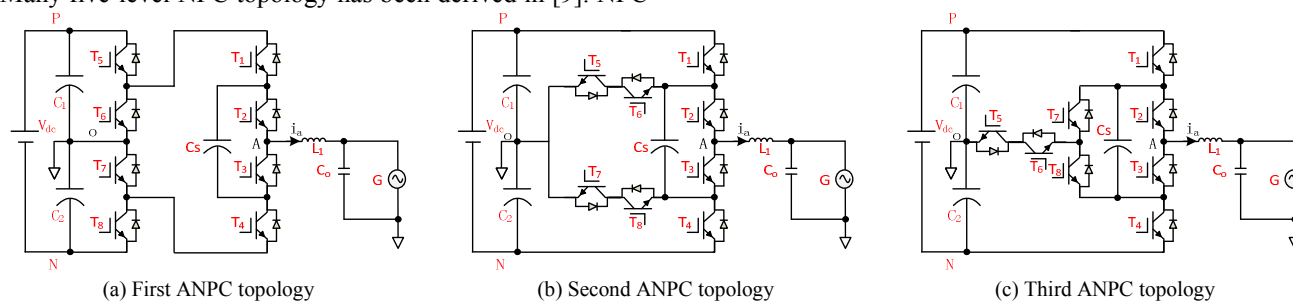 Many five-level NPC topology has been derived in [9]. NPC
P
T5
T1
C1
T6
T2
Vdc
O
ia
A
Cs
L1
T7
T3
Co
G
C2
T8
T4
N
(a) First ANPC topology
P
T1
T5
C1
T6
T2
Vdc
O
ia
A
Cs
L1
T7
T3
Co
G
C2
T8
T4
N
(b) Second ANPC topology
P
T1
C1
T5
T7
T2
Vdc
O
Cs
ia
A
L1
T6
T8
T3
Co
G
C2
T4
N
(c) Third ANPC topology